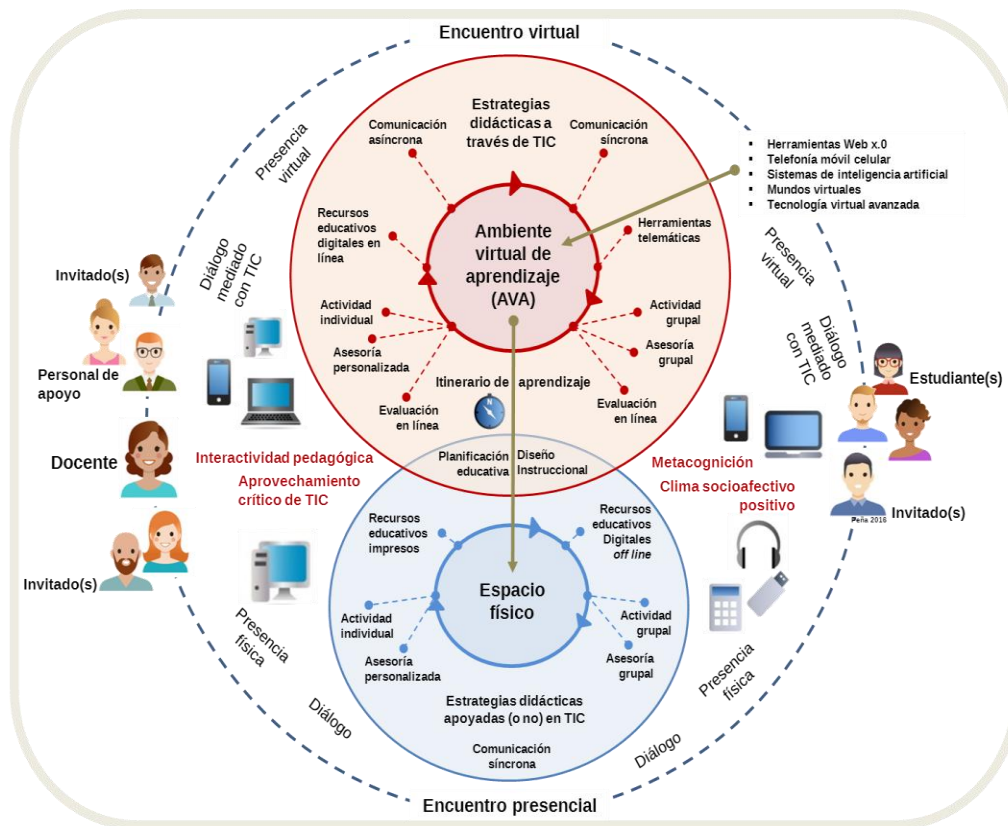 Encuentro virtual
Estrategias
didácticas a
través de TIC
Comunicación
asíncrona
Comunicación
síncrona
Presencia
virtual
▪ Herramientas Web x.0
▪ Telefonía móvil celular
▪ Sistemas de inteligencia artificial
▪ Mundos virtuales
▪ Tecnología virtual avanzada
Recursos
educativos
digitales en
línea
Ambiente
virtual de
aprendizaje
(AVA)
Herramientas
telemáticas
Presencia
virtual
Diálogo
mediado
con TIC
Invitado(s)
Actividad
individual
Asesoría
personalizada
Actividad
grupal
Asesoría
grupal
Diálogo
mediado
con TIC
Personal de
apoyo
Estudiante(s)
Itinerario de aprendizaje
N
Evaluación
en línea
Evaluación
en línea
Docente
Interactividad pedagógica
Aprovechamiento
crítico de TIC
Planificación
educativa
Diseño
Instruccional
Metacognición
Clima socioafectivo
positivo
Invitado(s)
Peña 2016
Recursos
educativos
impresos
Recursos
educativos
Digitales
off line
Invitado(s)
Espacio
físico
Actividad
individual
Asesoría
personalizada
Actividad
grupal
Asesoría
grupal
Presencia
física
Presencia
física
Diálogo
Estrategias didácticas
apoyadas (o no) en TIC
Comunicación
síncrona
Diálogo
Encuentro presencial